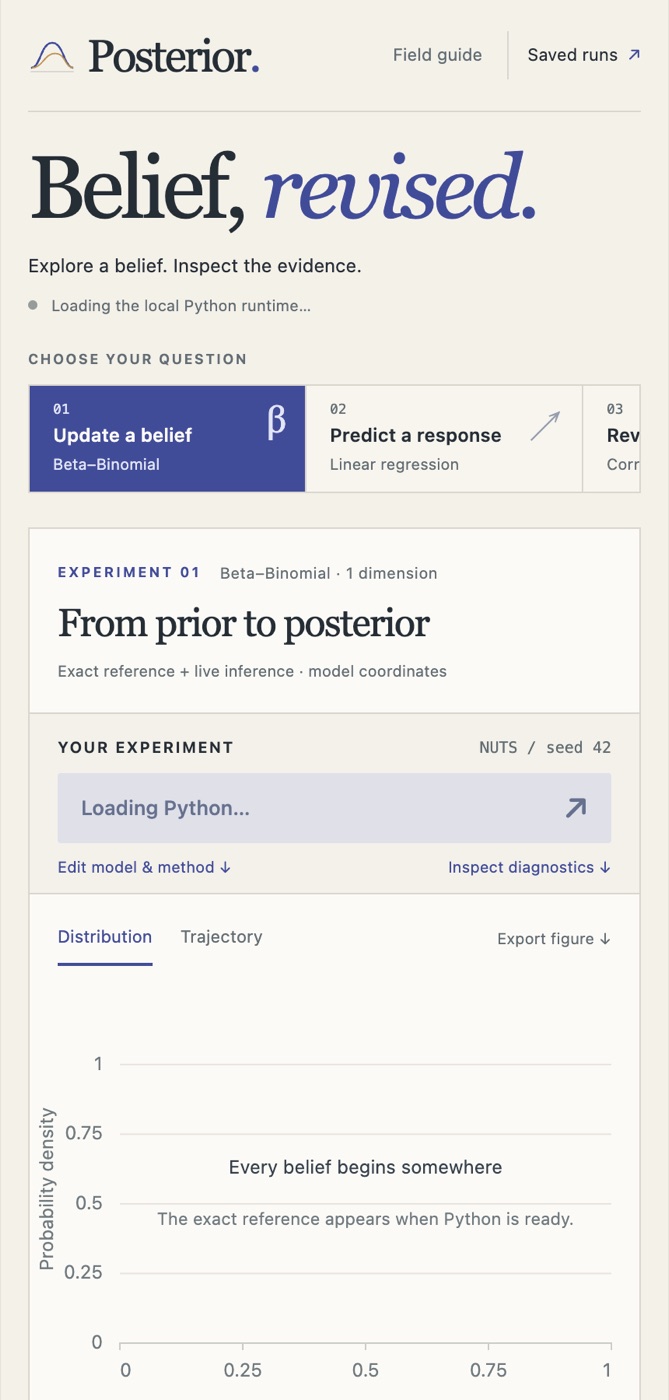 Posterior.
Field guide
Saved runs ↗
Belief, revised.
Explore a belief. Inspect the evidence.
Loading the local Python runtime...
CHOOSE YOUR QUESTION
01
Update a belief
Beta–Binomial
β
02
Predict a response
Linear regression
03
Rev
Corr
EXPERIMENT 01 Beta–Binomial · 1 dimension
From prior to posterior
Exact reference + live inference · model coordinates
YOUR EXPERIMENT
NUTS / seed 42
Loading Python...
Edit model & method ↓
Inspect diagnostics ↓
Distribution
Trajectory
Export figure ↓
Probability density
1
0.75
0.5
0.25
0
Every belief begins somewhere
The exact reference appears when Python is ready.
0 0.25 0.5 0.75 1